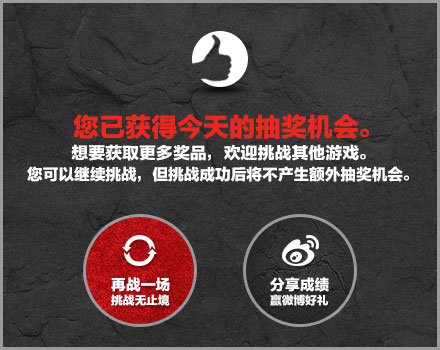 您已获得今天的抽奖机会。
想要获取更多奖品，欢迎挑战其他游戏。
您可以继续挑战，但挑战成功后将不产生额外抽奖机会。
再战一场
挑战无止境
分享成绩
赢微博好礼